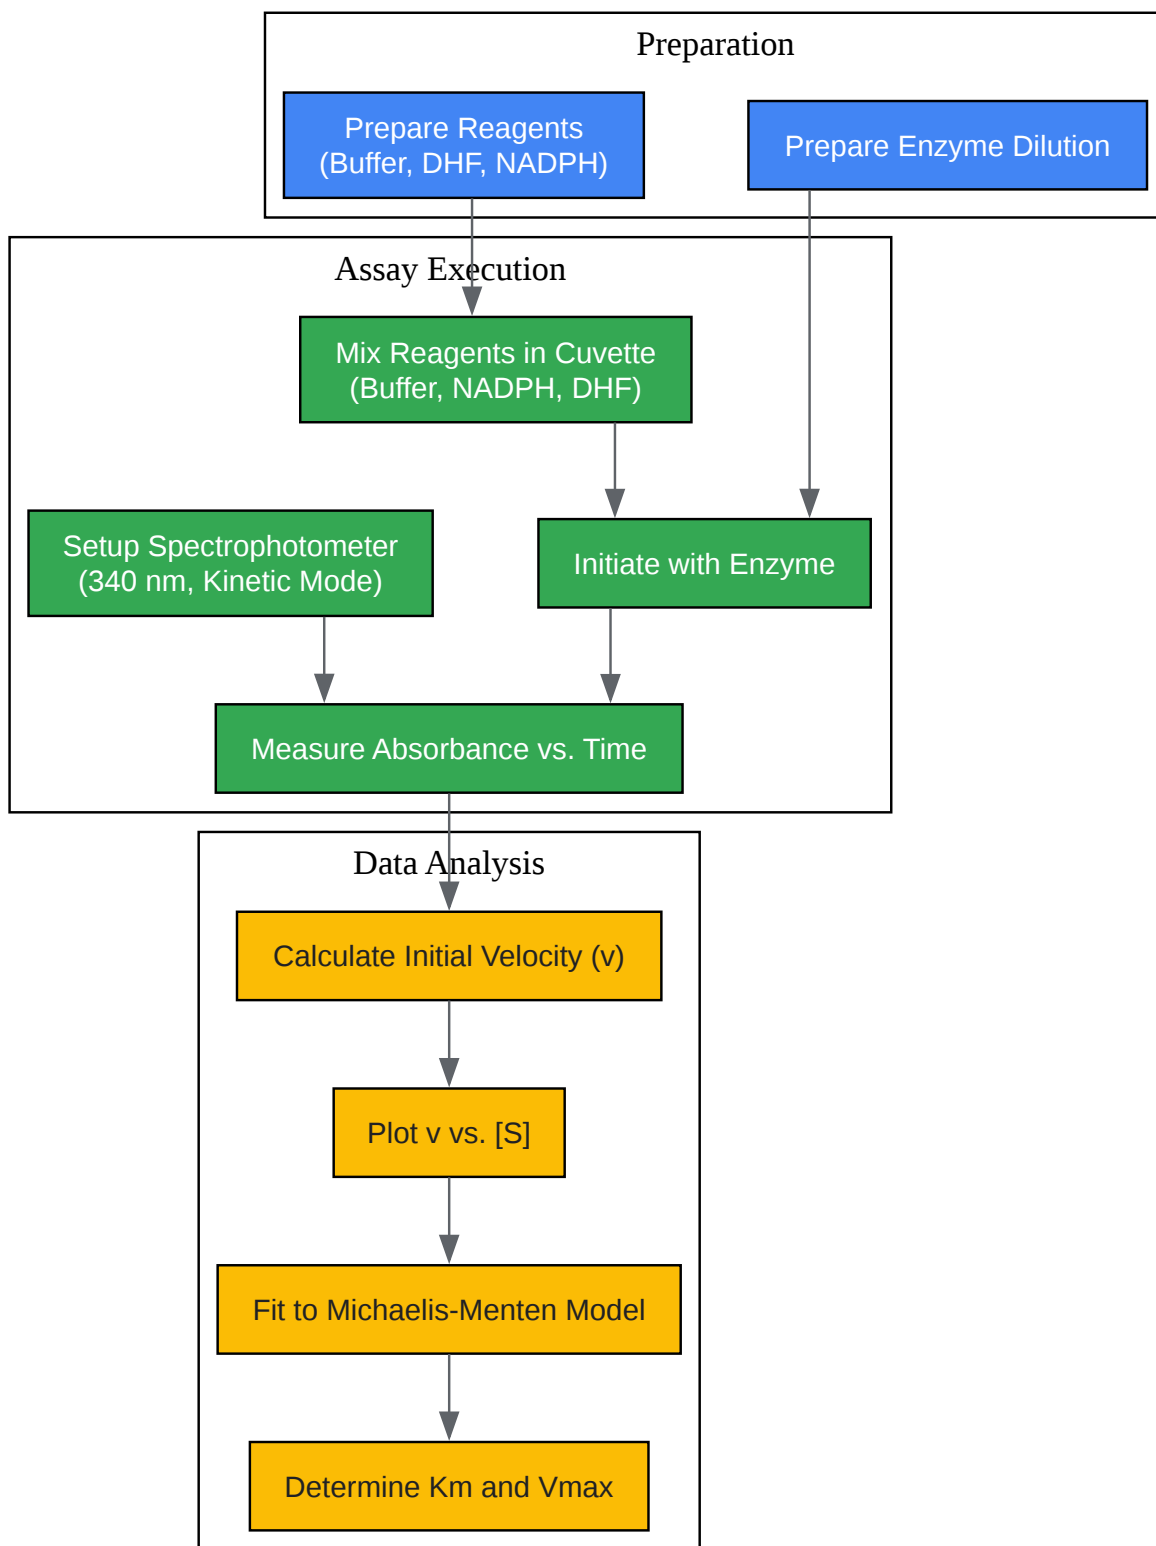 Preparation
Prepare Reagents
(Buffer, DHF, NADPH)
Prepare Enzyme Dilution
Assay Execution
Mix Reagents in Cuvette
(Buffer, NADPH, DHF)
Setup Spectrophotometer
(340 nm, Kinetic Mode)
Initiate with Enzyme
Measure Absorbance vs. Time
Data Analysis
Calculate Initial Velocity (v)
Plot v vs. [S]
Fit to Michaelis-Menten Model
Determine Km and Vmax